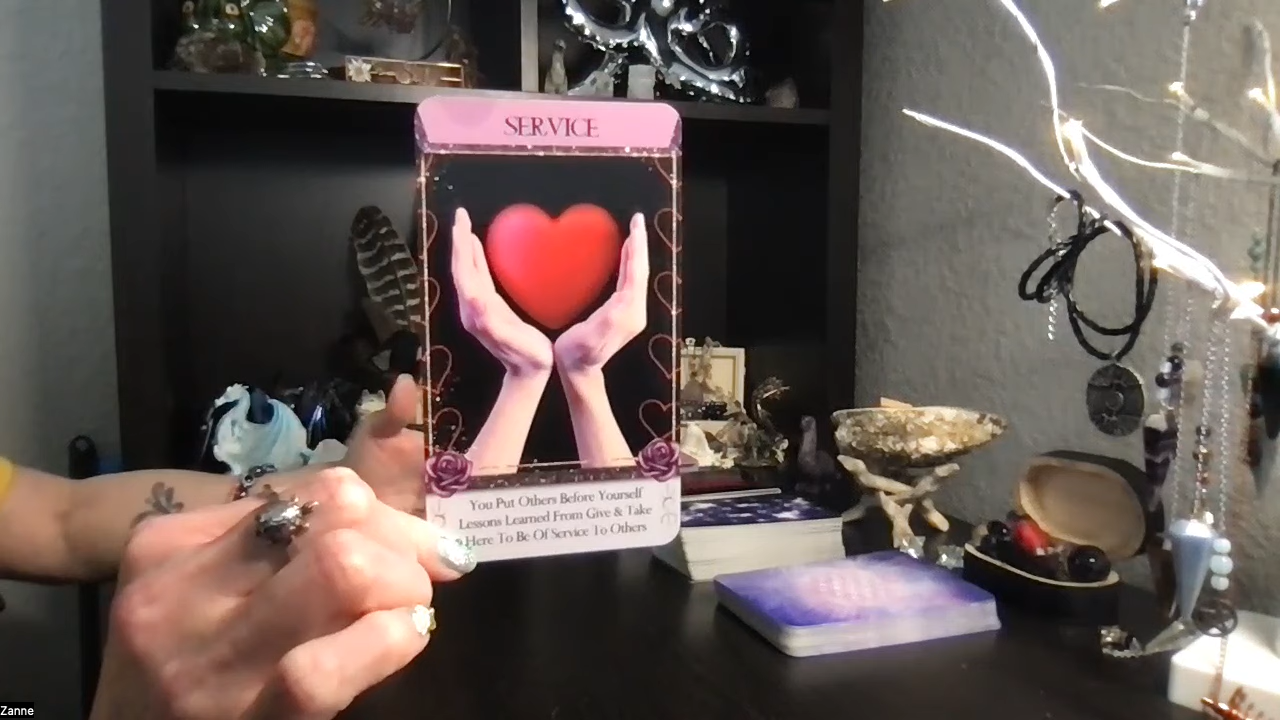 SERVICE
You Put Others Before Yourself
Lessons Learned From Give & Take
Here To Be Of Service To Others
Zanne